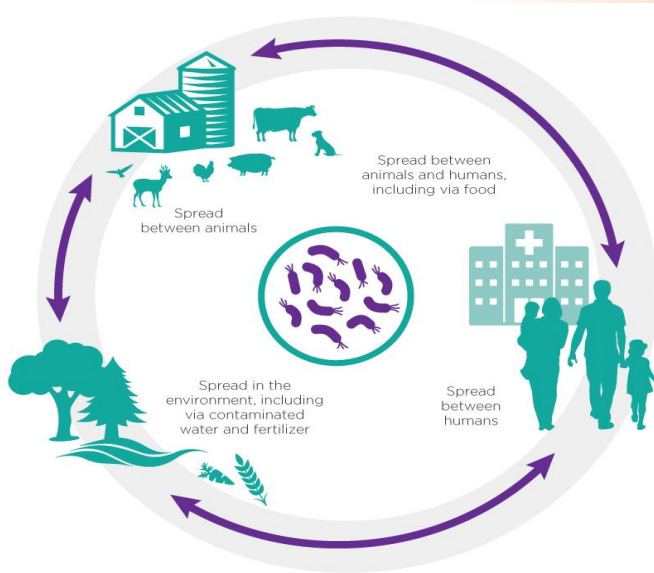 Spread between
animals and humans,
including via food
Spread
between animals
Spread in the
environment, including
via contaminated
water and fertilizer
Spread
between
humans